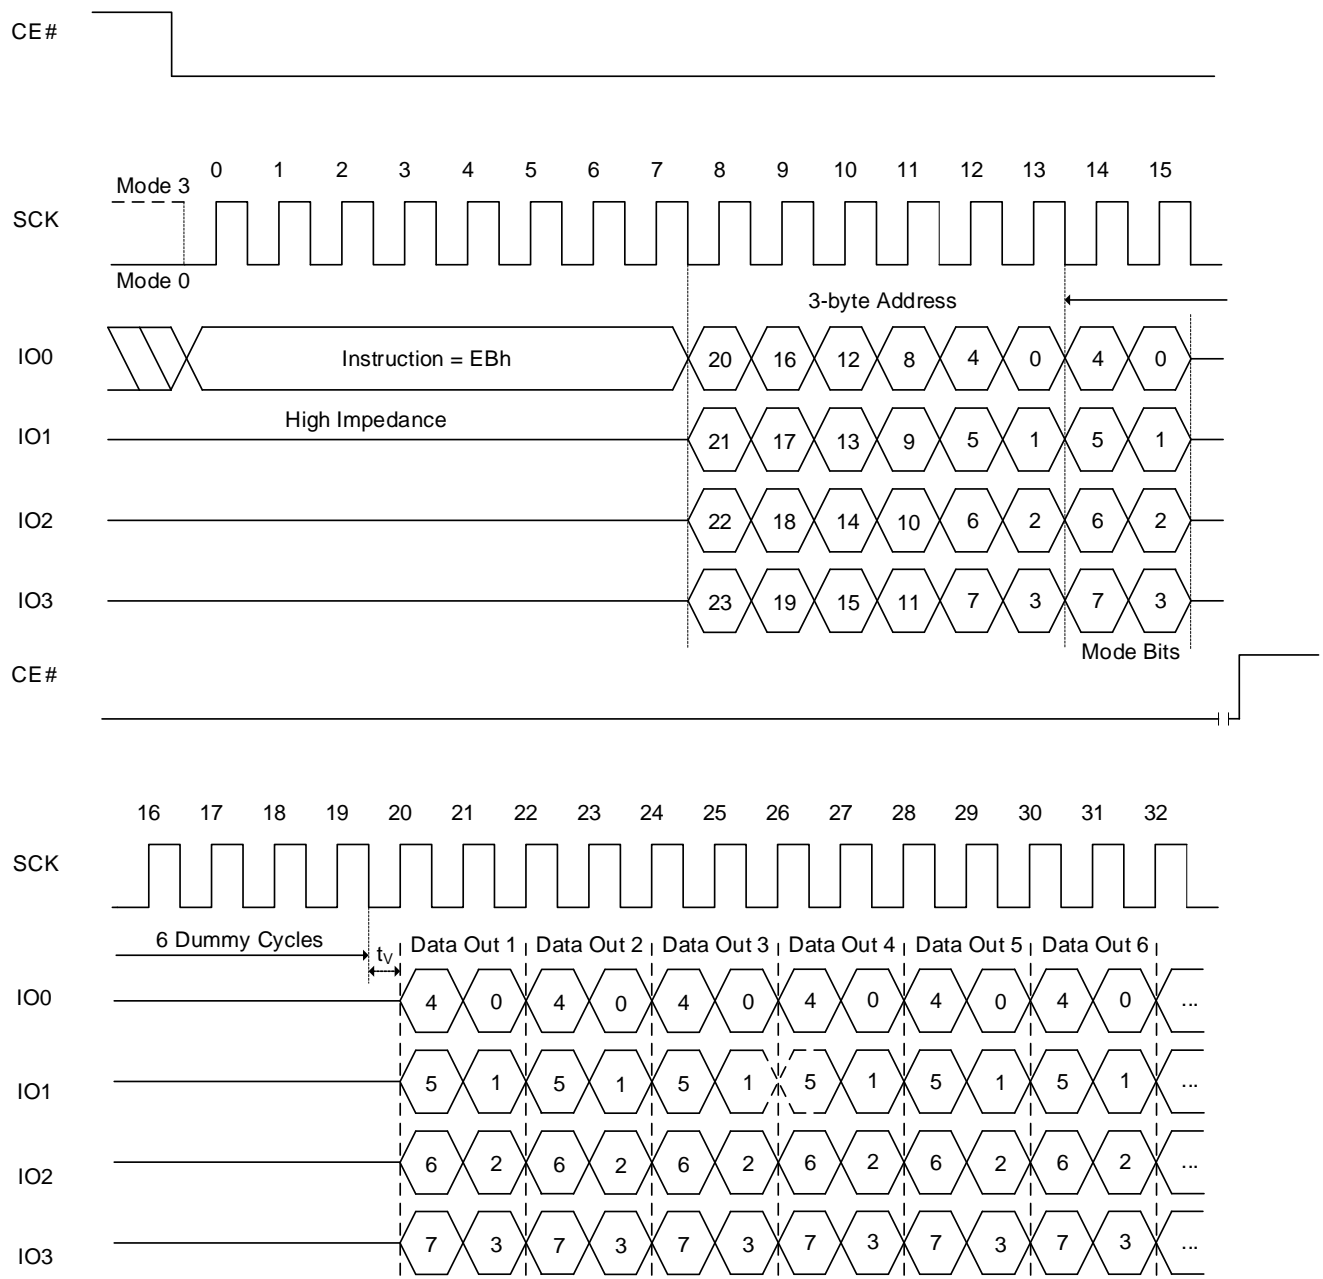 CE#
0 1 2 3 4 5 6 7 8 9 10 11 12 13 14 15
Mode 3
SCK
Mode 0
3-byte Address
IO0 Instruction = EBh 20 16 12 8 4 0 4 0
High Impedance
IO1 21 17 13 9 5 1 5 1
IO2 22 18 14 10 6 2 6 2
IO3 23 19 15 11 7 3 7 3
Mode Bits
CE#
16 17 18 19 20 21 22 23 24 25 26 27 28 29 30 31 32
SCK
6 Dummy Cycles tV Data Out 1 Data Out 2 Data Out 3 Data Out 4 Data Out 5 Data Out 6
IO0 4 0 4 0 4 0 4 0 4 0 4 0 ...
IO1 5 1 5 1 5 1 5 1 5 1 5 1 ...
IO2 6 2 6 2 6 2 6 2 6 2 6 2 ...
IO3 7 3 7 3 7 3 7 3 7 3 7 3 ...